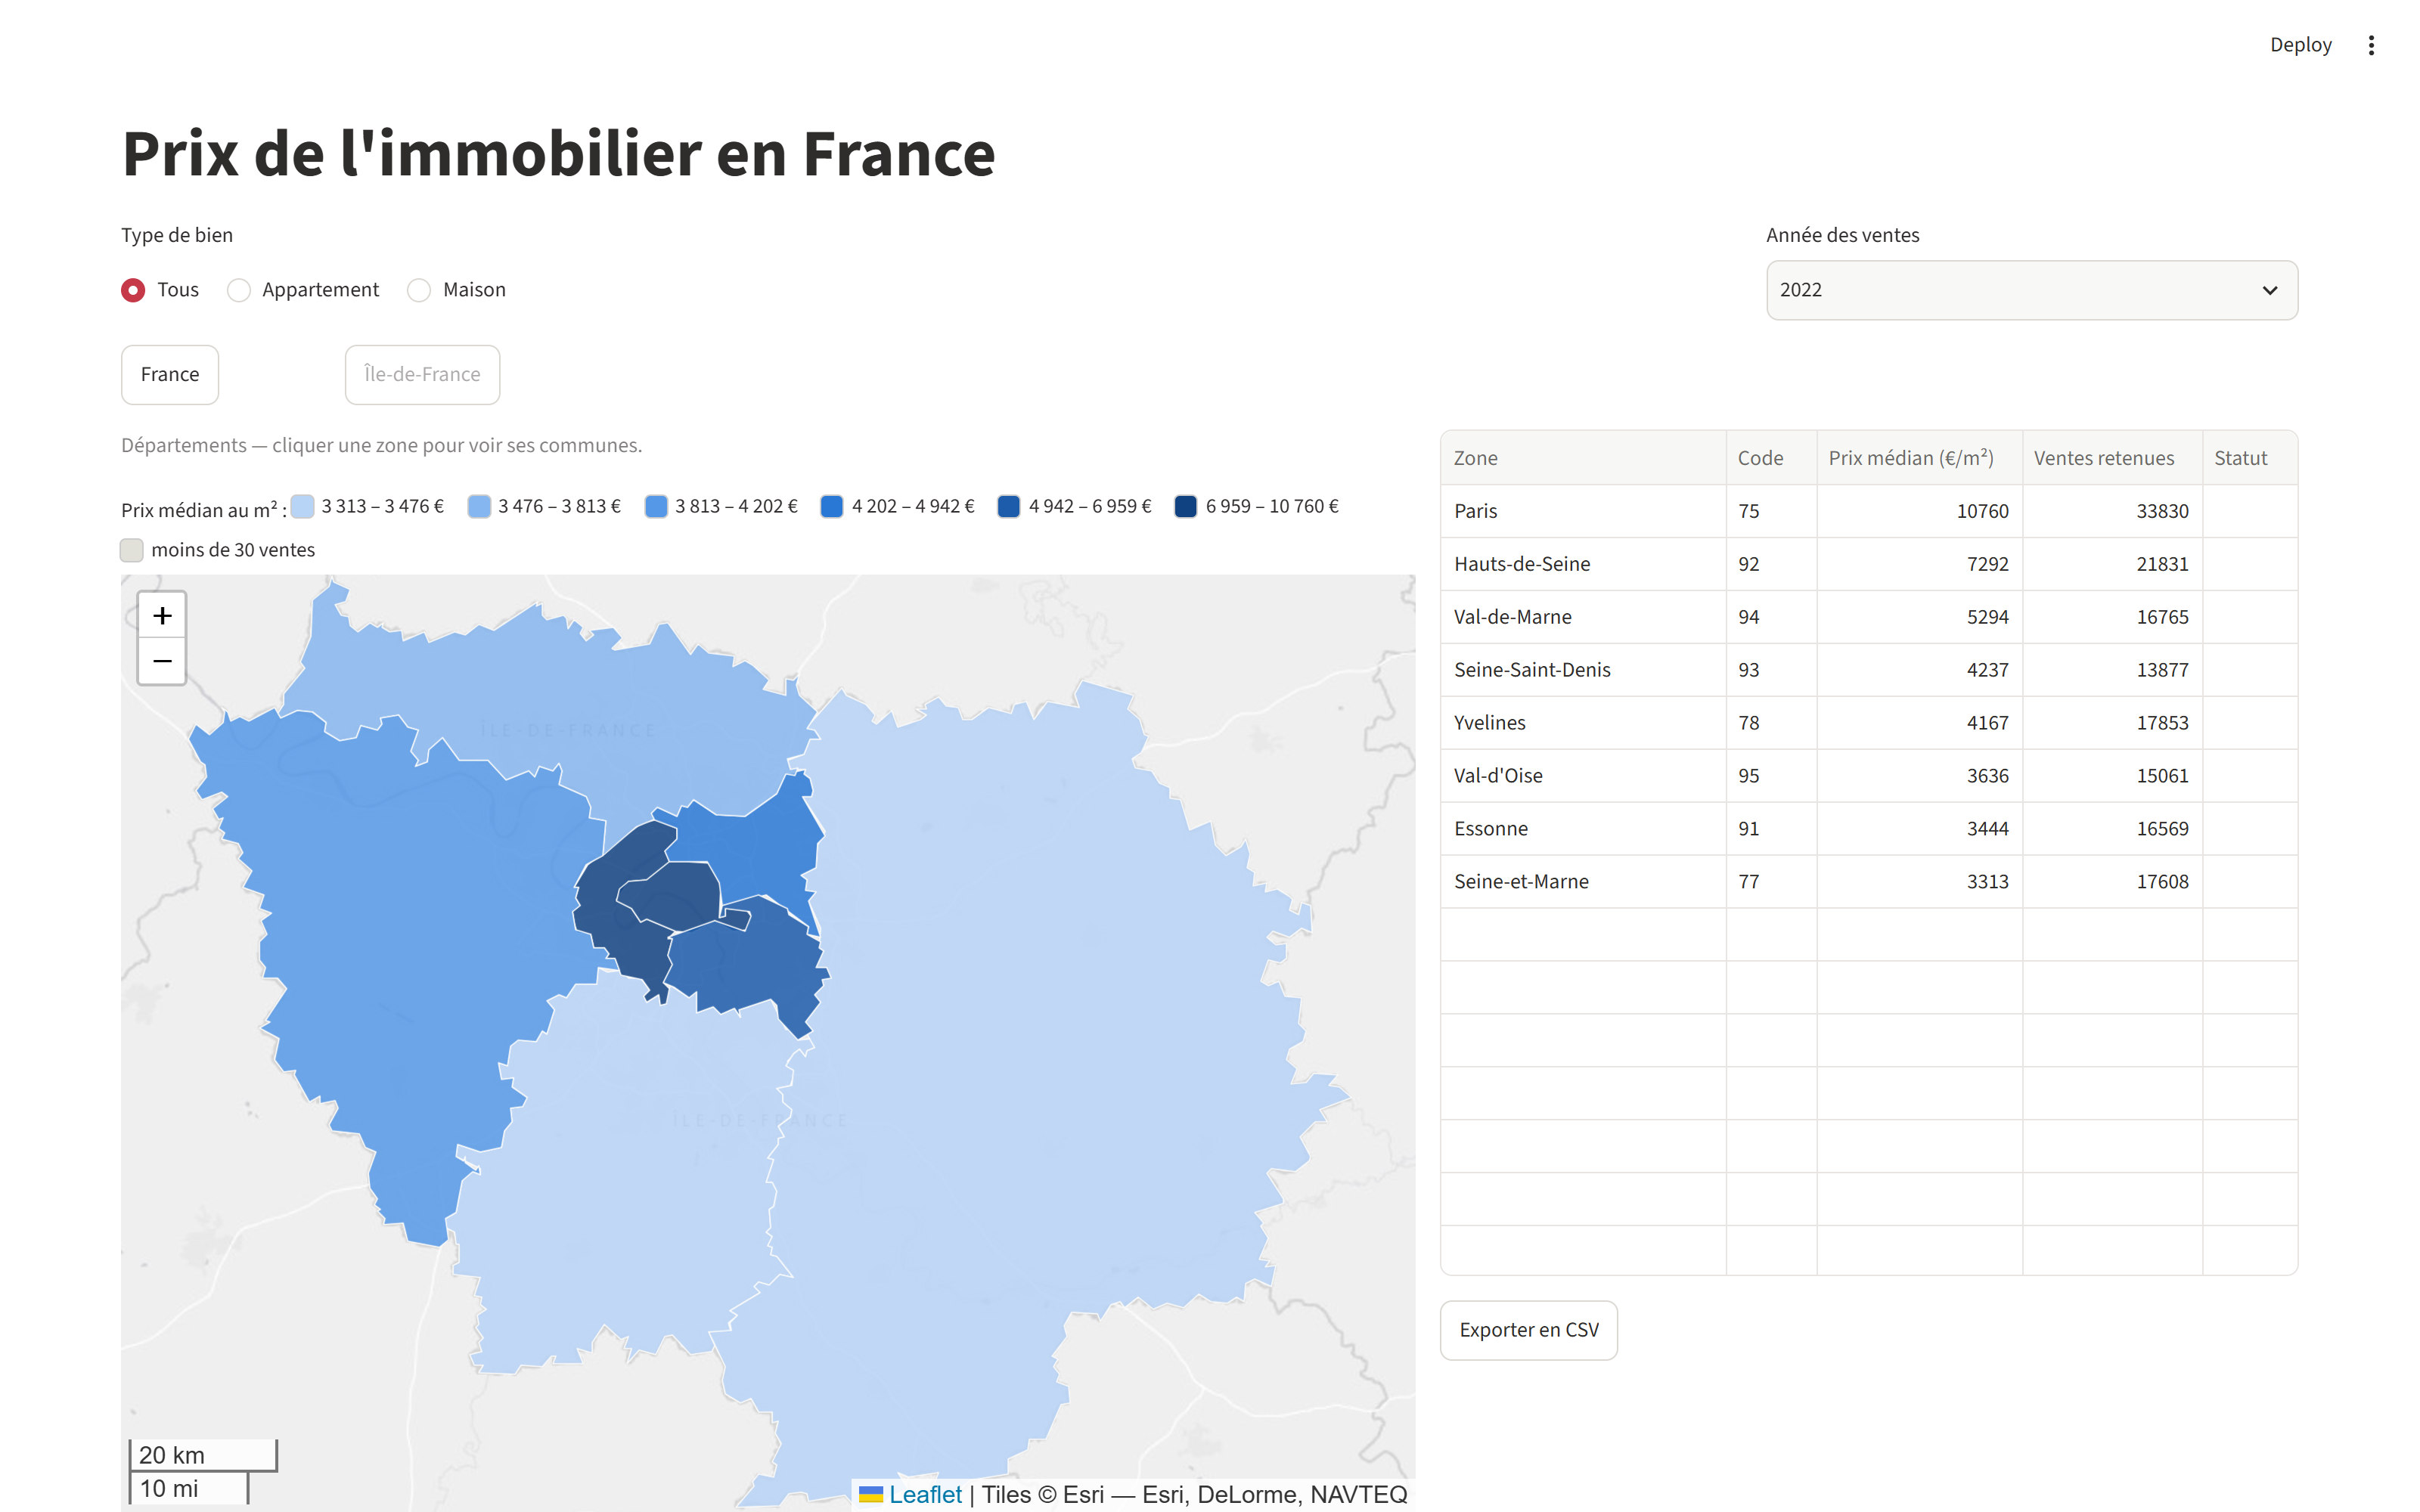 Deploy
Prix de l'immobilier en France
Type de bien
Année des ventes
Tous Appartement Maison
2022
France Île-de-France
Départements — cliquer une zone pour voir ses communes.
Prix médian au m² : 3 313 – 3 476 € 3 476 – 3 813 € 3 813 – 4 202 € 4 202 – 4 942 € 4 942 – 6 959 € 6 959 – 10 760 €
moins de 30 ventes
+
−
ÎLE-DE-FRANCE
ÎLE-DE-FRANCE
20 km
10 mi
Leaflet | Tiles © Esri — Esri, DeLorme, NAVTEQ
Zone Code Prix médian (€/m²) Ventes retenues Statut
Paris 75 10760 33830
Hauts-de-Seine 92 7292 21831
Val-de-Marne 94 5294 16765
Seine-Saint-Denis 93 4237 13877
Yvelines 78 4167 17853
Val-d'Oise 95 3636 15061
Essonne 91 3444 16569
Seine-et-Marne 77 3313 17608
Exporter en CSV